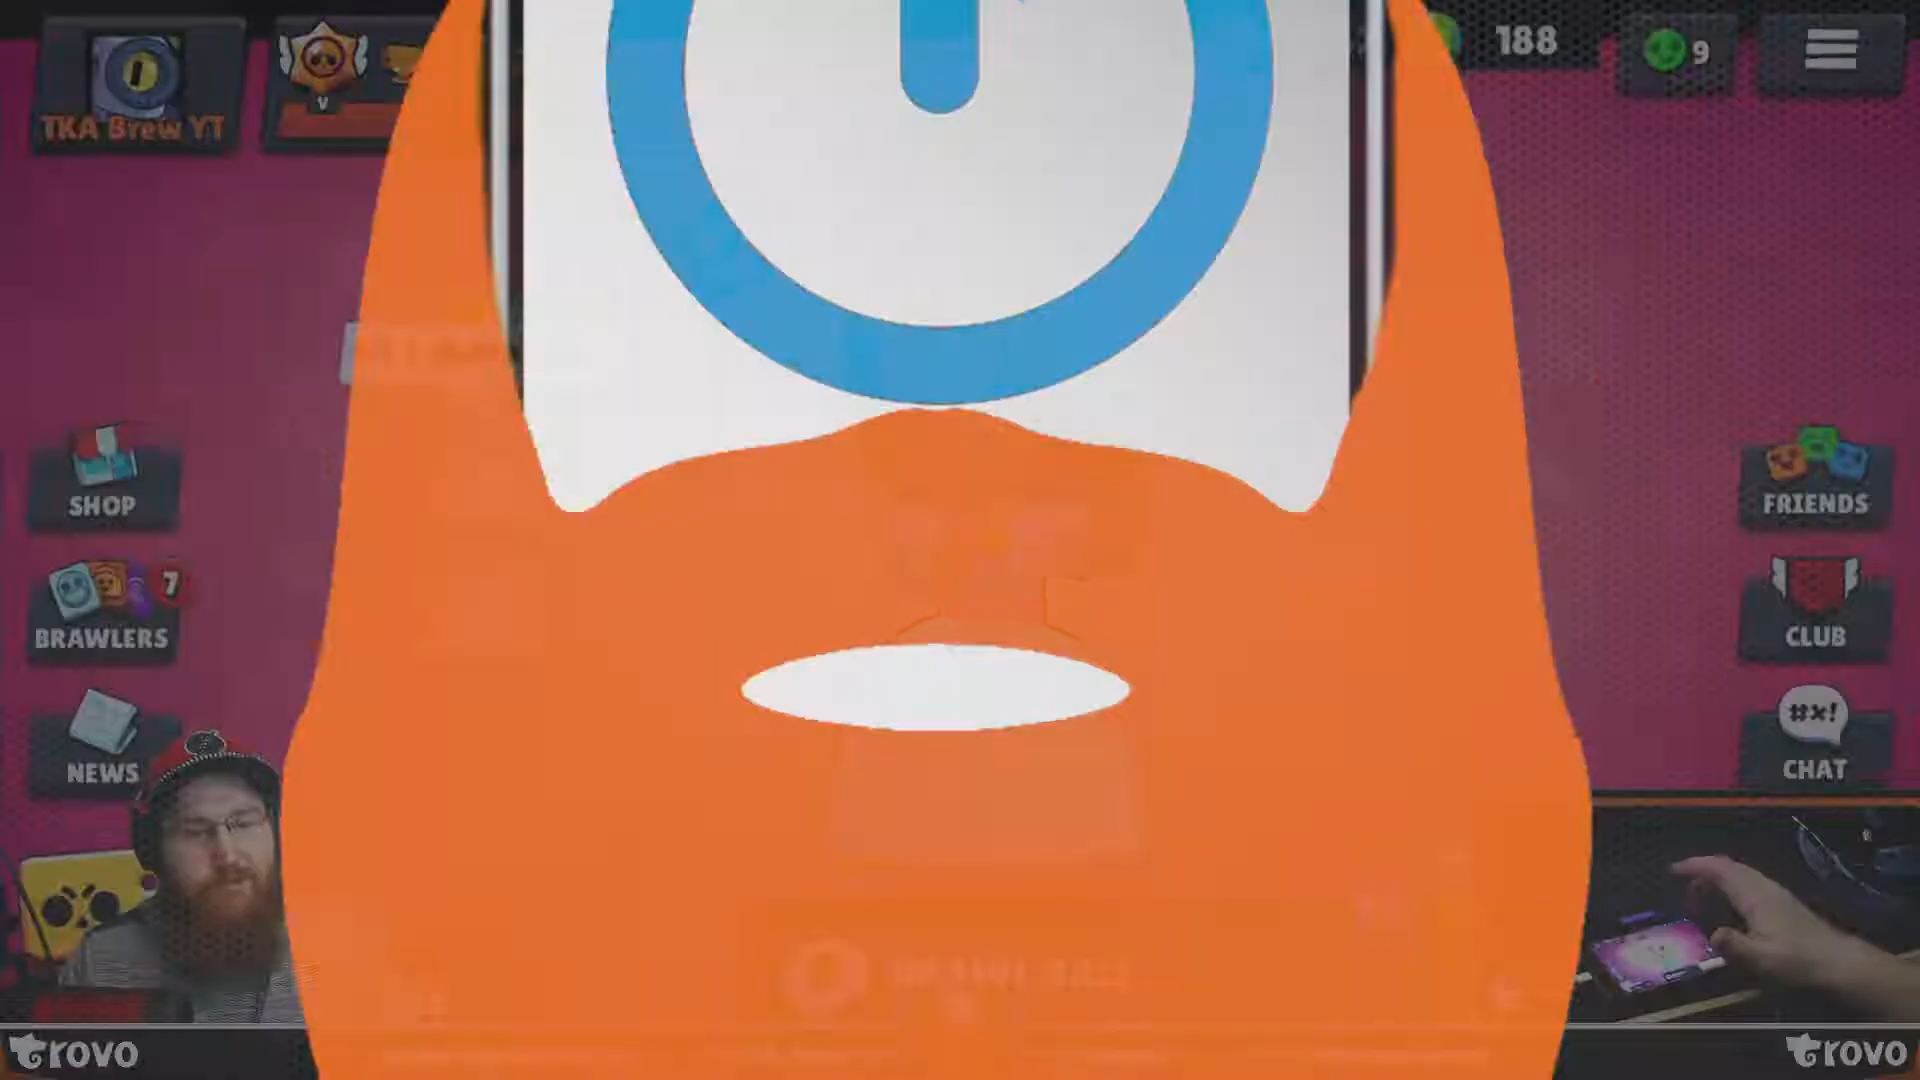 188
9
TKA Brew YT
V
SHOP
FRIENDS
7
BRAWLERS
CLUB
#x!
NEWS
CHAT
trovo
trovo